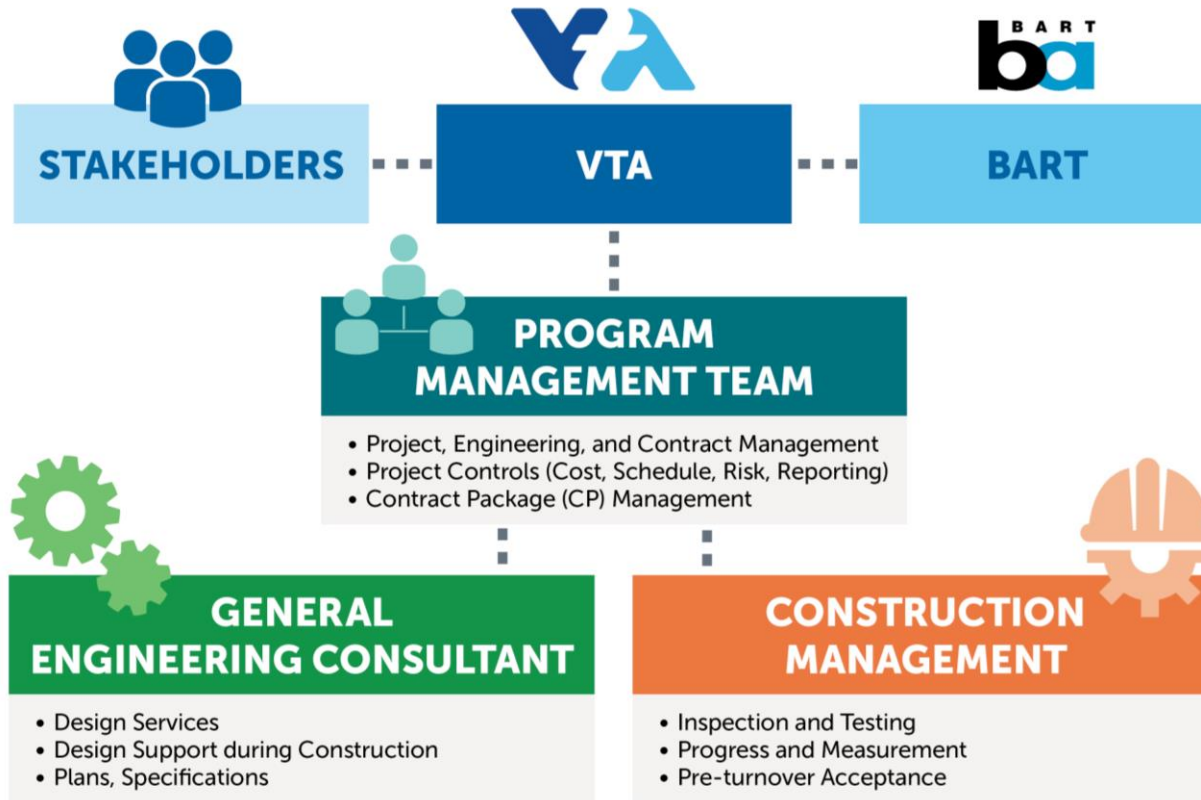 BART
ba
VTA
STAKEHOLDERS
VTA
BART
PROGRAM
MANAGEMENT TEAM
• Project, Engineering, and Contract Management
• Project Controls (Cost, Schedule, Risk, Reporting)
• Contract Package (CP) Management
GENERAL
ENGINEERING CONSULTANT
• Design Services
• Design Support during Construction
• Plans, Specifications
CONSTRUCTION
MANAGEMENT
• Inspection and Testing
• Progress and Measurement
• Pre-turnover Acceptance